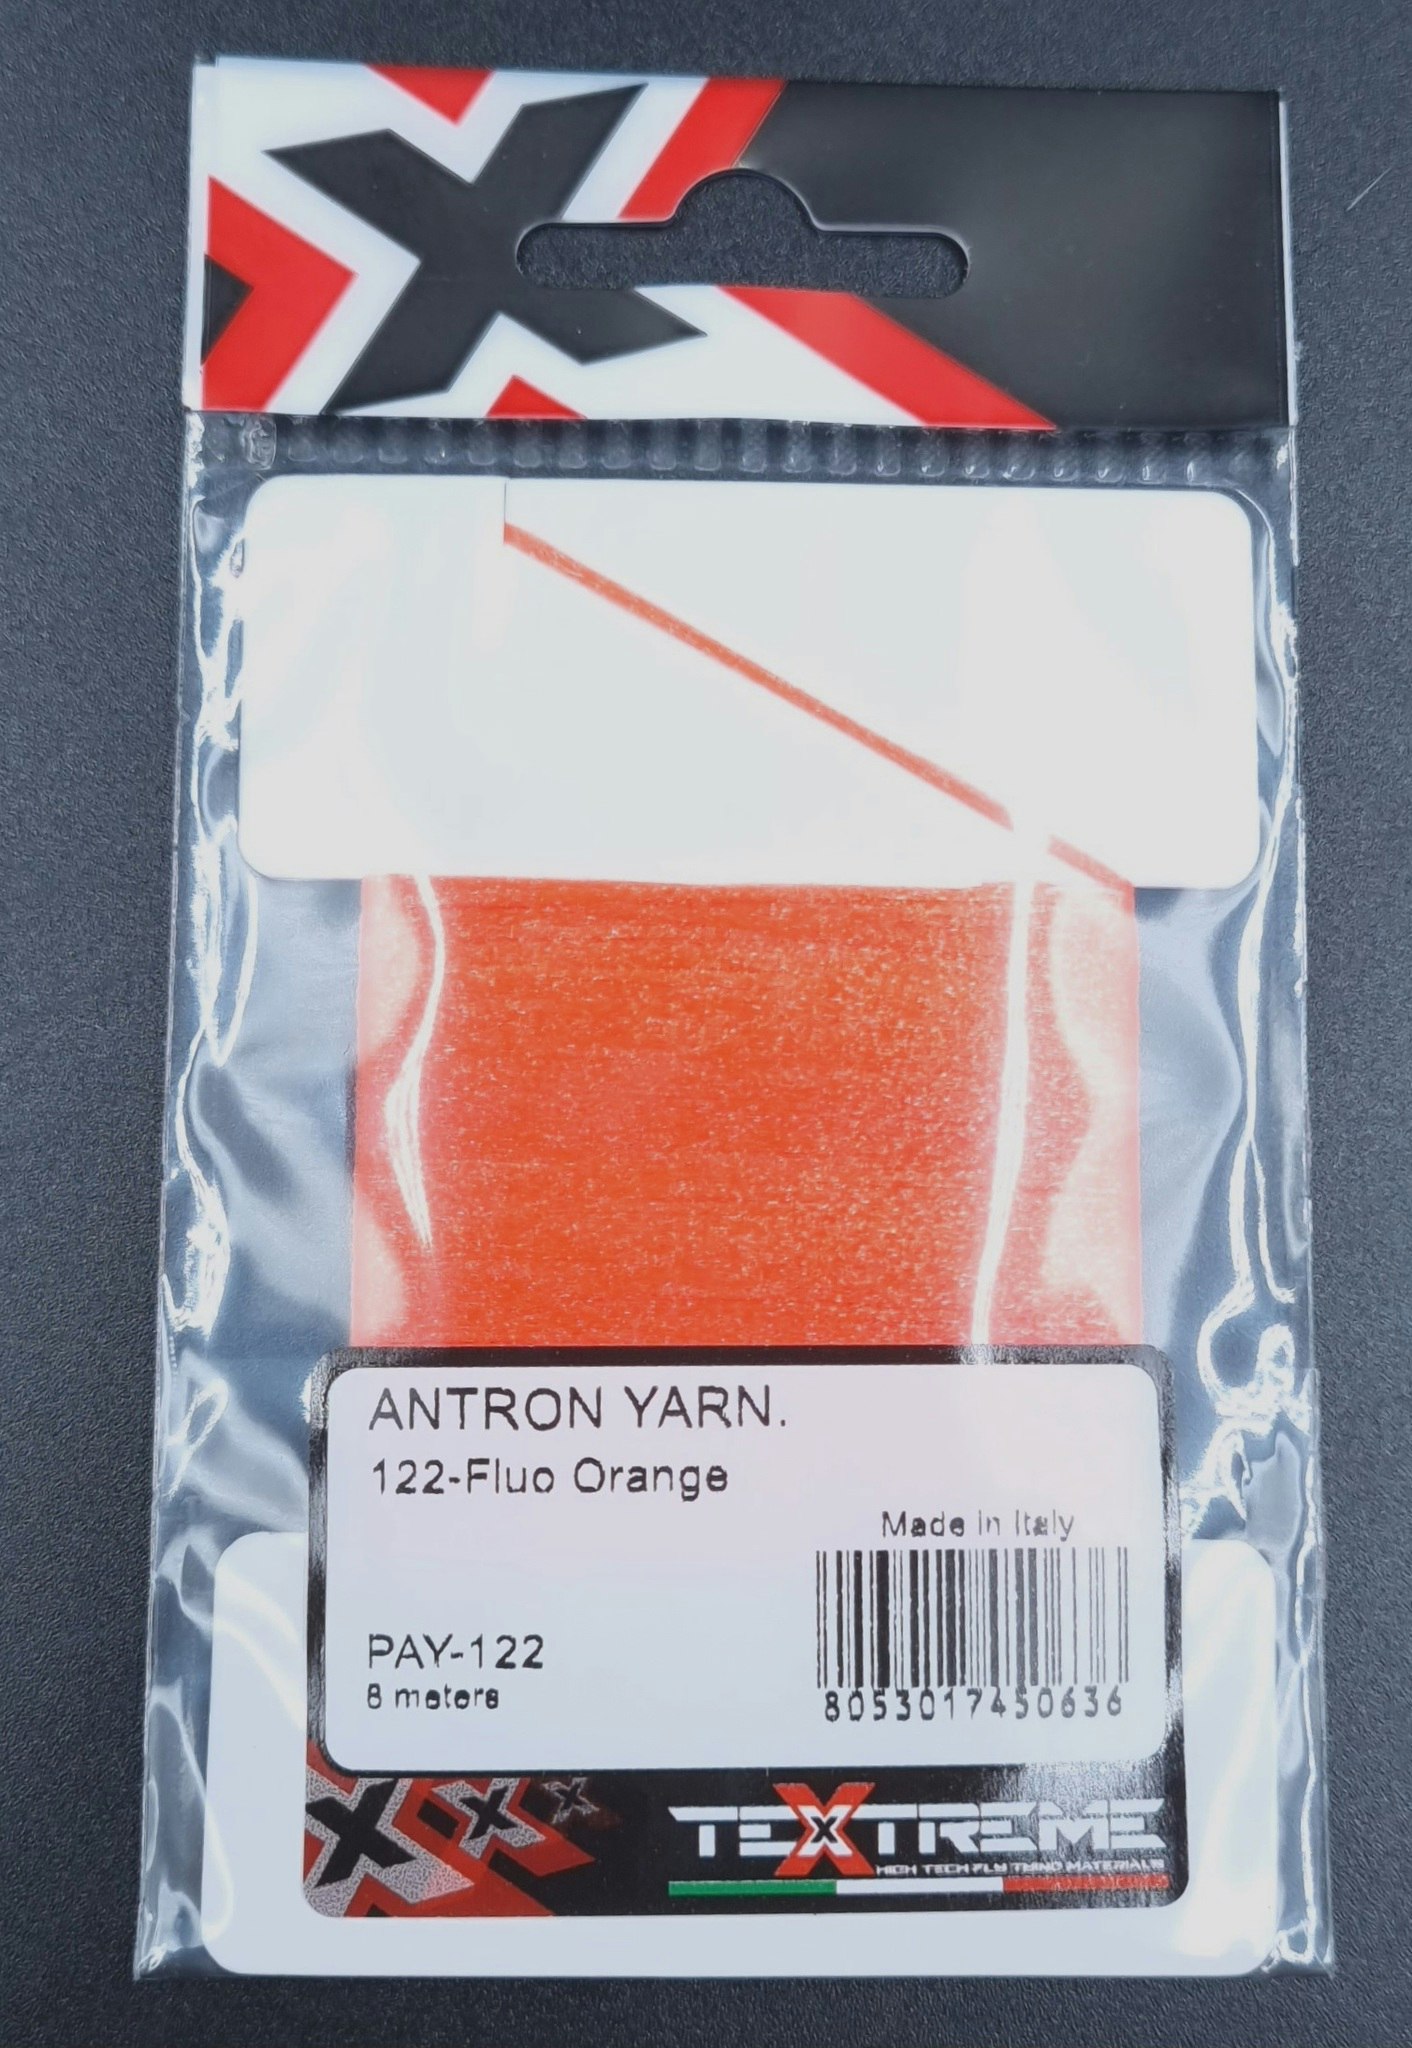 ANTRON YARN.
122-Fluo Orange
Made in Italy
PAY-122
8 meters
8053017450636
TEXTREME
HIGH TECH FLY TYING MATERIALS